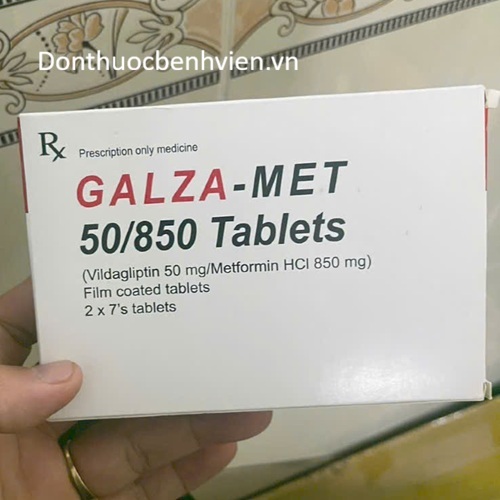 Donthuocbenhvien.vn
Rx Prescription only medicine
GALZA-MET
50/850 Tablets
(Vildagliptin 50 mg/Metformin HCl 850 mg)
Film coated tablets
2 x 7's tablets